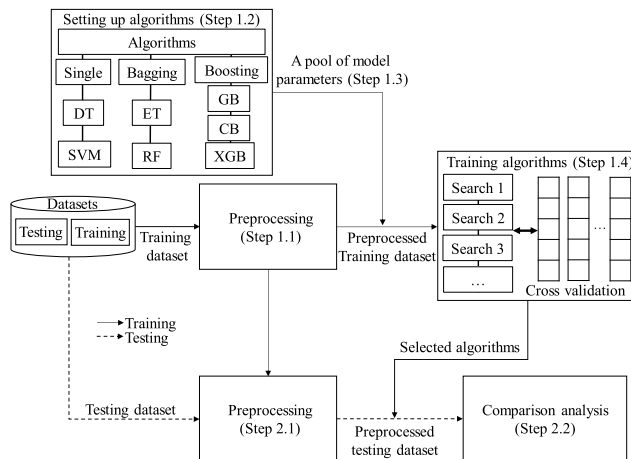 Setting up algorithms (Step 1.2)
Algorithms
Single
Bagging
Boosting
DT
ET
GB
CB
SVM
RF
XGB
A pool of model
parameters (Step 1.3)
Datasets
Testing
Training
Training
dataset
Preprocessing
(Step 1.1)
Preprocessed
Training dataset
Training algorithms (Step 1.4)
Search 1
Search 2
Search 3
...
...
Cross validation
Training
Testing
Selected algorithms
Testing dataset
Preprocessing
(Step 2.1)
Preprocessed
testing dataset
Comparison analysis
(Step 2.2)